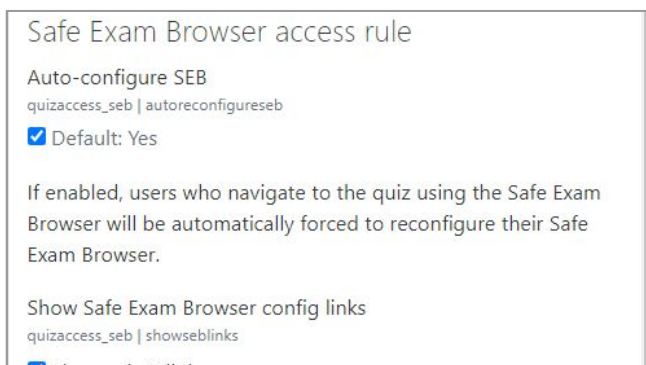 Safe Exam Browser access rule
Auto-configure SEB
quizaccess_seb | autoreconfigureseb
Default: Yes
If enabled, users who navigate to the quiz using the Safe Exam
Browser will be automatically forced to reconfigure their Safe
Exam Browser.
Show Safe Exam Browser config links
quizaccess_seb | showseblinks